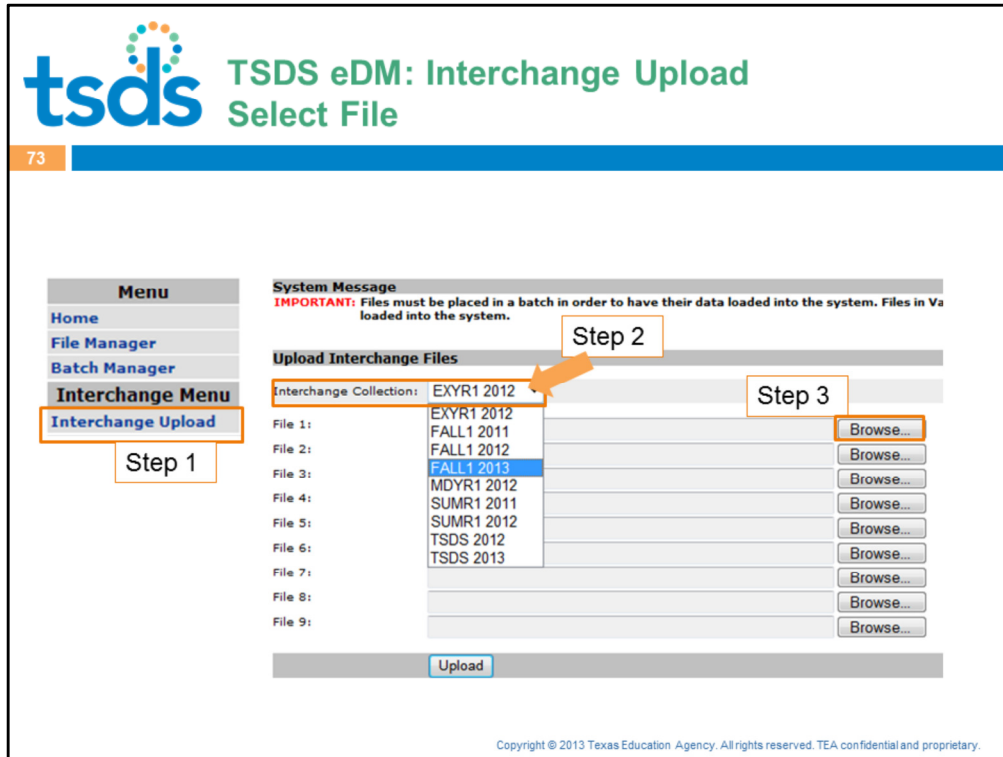 tsds
TSDS eDM: Interchange Upload
Select File
73
Menu
Home
File Manager
Batch Manager
Interchange Menu
Interchange Upload
Step 1
System Message
IMPORTANT: Files must be placed in a batch in order to have their data loaded into the system. Files in Va
loaded into the system.
Step 2
Upload Interchange Files
Interchange Collection: EXYR1 2012
Step 3
EXYR1 2012
FALL1 2011
FALL1 2012
FALL1 2013
MDYR1 2012
SUMR1 2011
SUMR1 2012
TSDS 2012
TSDS 2013
File 1: Browse...
File 2: Browse...
File 3: Browse...
File 4: Browse...
File 5: Browse...
File 6: Browse...
File 7: Browse...
File 8: Browse...
File 9: Browse...
Upload
Copyright © 2013 Texas Education Agency. All rights reserved. TEA confidential and proprietary.